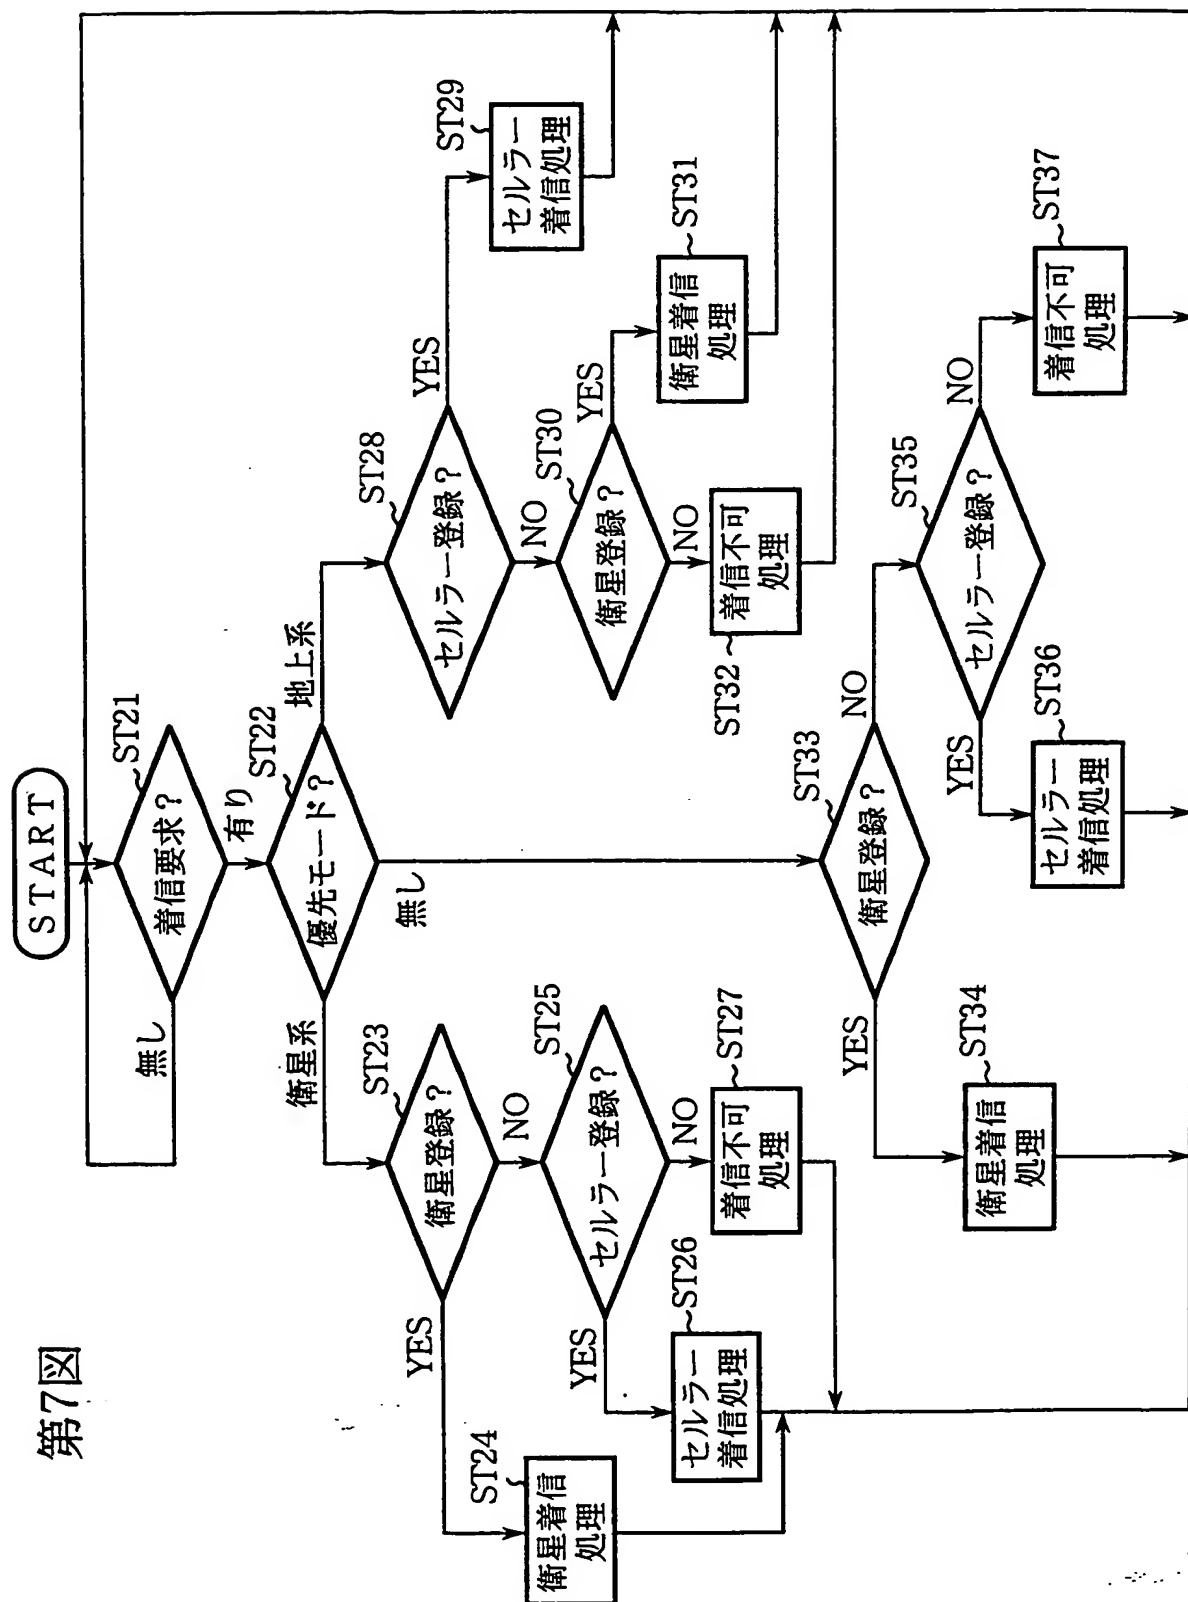 第7図
START
ST21
着信要求?
無し
有り
ST22
優先モード?
衛星系
地上系
無し
ST23
衛星登録?
YES
NO
ST24
衛星着信
処理
ST25
セルラー登録?
YES
NO
ST26
セルラー
着信処理
ST27
着信不可
処理
ST28
セルラー登録?
YES
NO
ST29
セルラー
着信処理
ST30
衛星登録?
YES
NO
ST31
衛星着信
処理
ST32
着信不可
処理
ST33
衛星登録?
YES
NO
ST34
衛星着信
処理
ST35
セルラー登録?
YES
NO
ST36
セルラー
着信処理
ST37
着信不可
処理